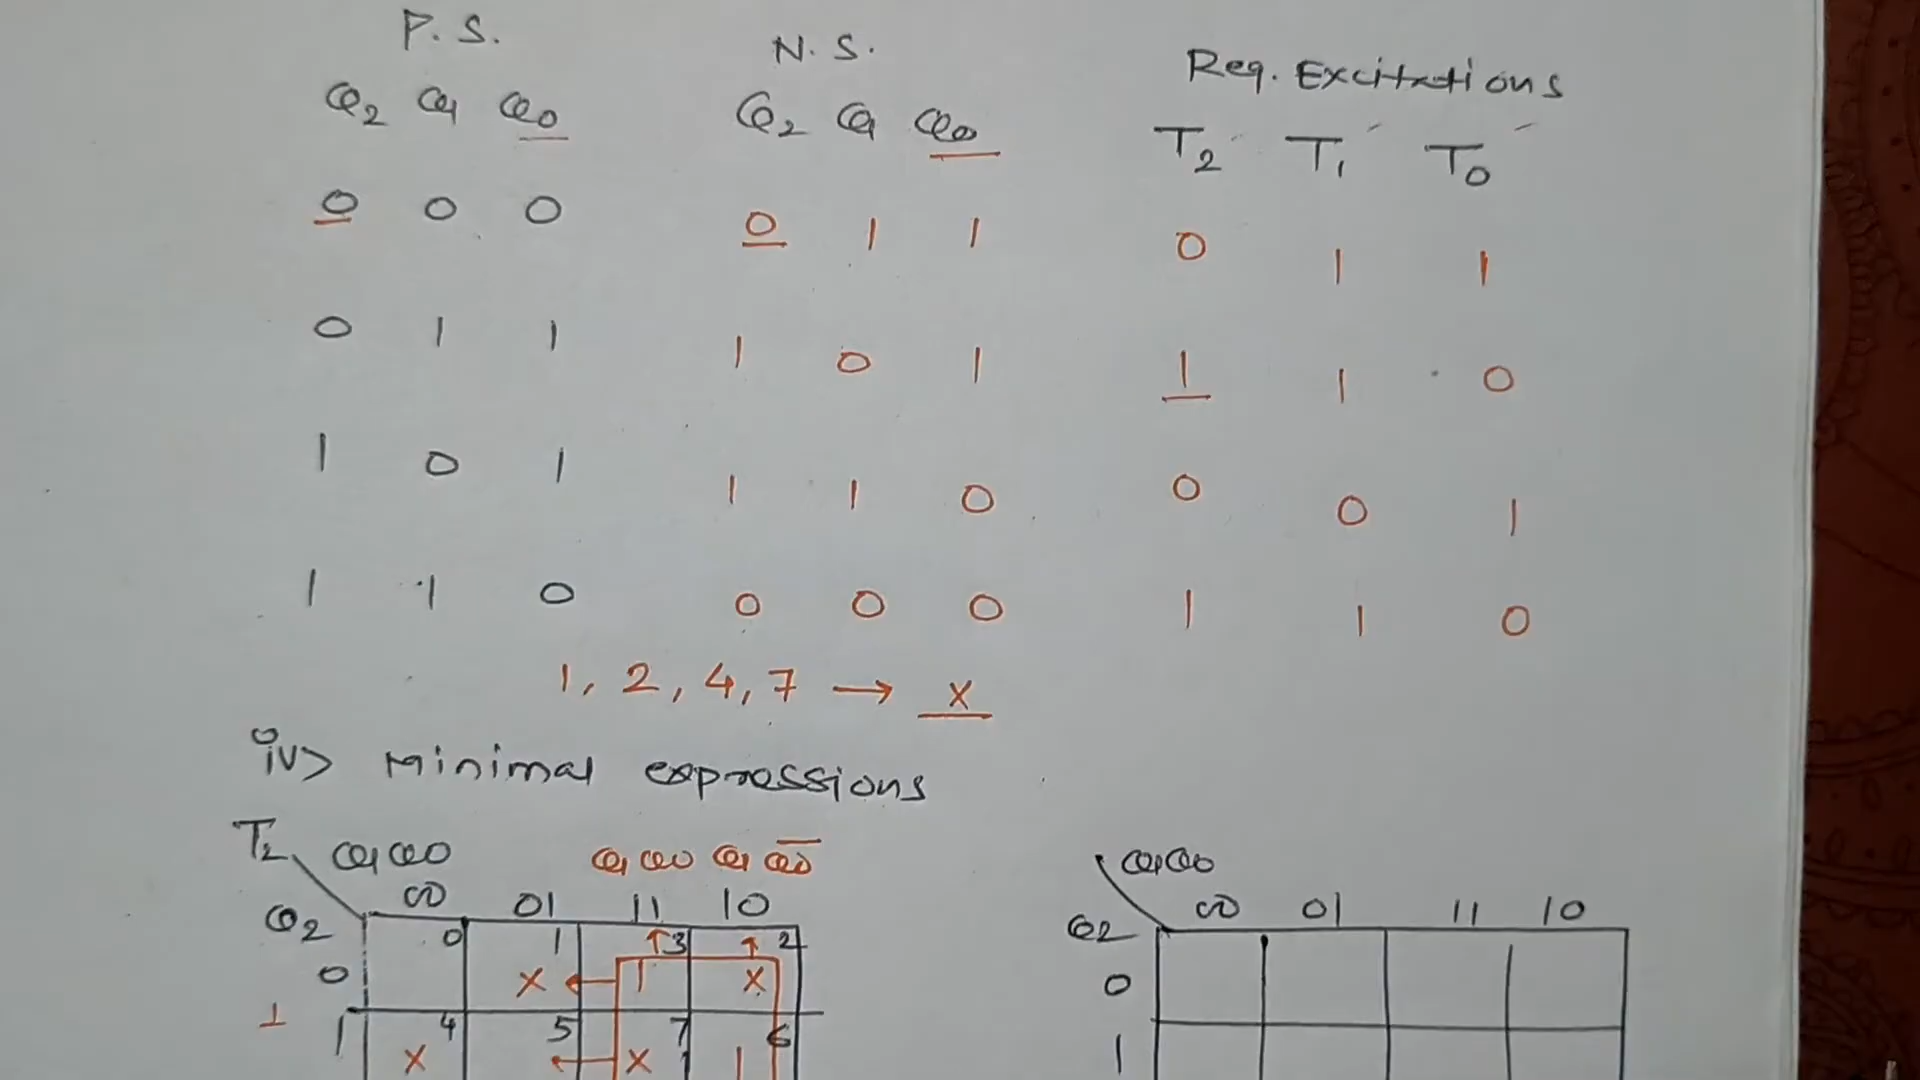 P.S. N.S. Req. Excitations
Q2 Q1 Q0 Q2 Q1 Q0 T2 T1 T0
0 0 0 0 1 1 0 1 1
0 1 1 1 0 1 1 1 0
1 0 1 1 1 0 0 0 1
1 1 0 0 0 0 1 1 0
1, 2, 4, 7 → X
iv> Minimal expressions
T2 Q1Q0 Q1Q0 Q1Q̅0̅ Q1Q0
Q2 00 01 11 10 Q2 00 01 11 10
0 0 1 3 2 0
X ← 1 X
1 4 5 7 6 1
X ← X 1